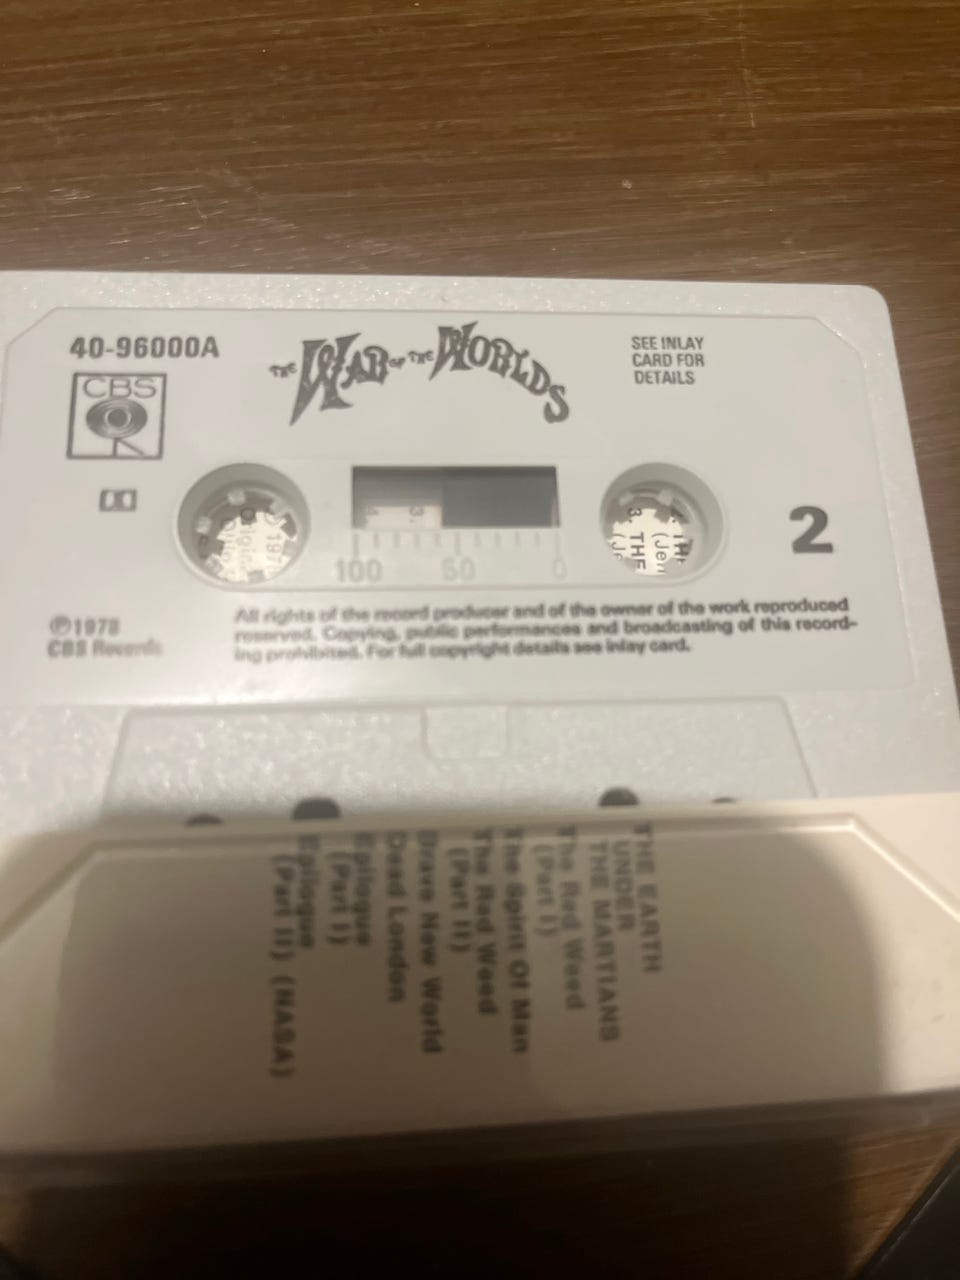 40-96000A
THE WAR OF THE WORLDS
SEE INLAY
CARD FOR
DETAILS
CBS
2
100 50 0
3. THE
(Jen
℗1978
CBS Records
All rights of the record producer and of the owner of the work reproduced
reserved. Copying, public performances and broadcasting of this record-
ing prohibited. For full copyright details see inlay card.
THE EARTH
UNDER
THE MARTIANS
The Red Weed
(Part I)
The Spirit Of Man
The Red Weed
(Part II)
Brave New World
Dead London
Epilogue
(Part I)
Epilogue
(Part II) (NASA)